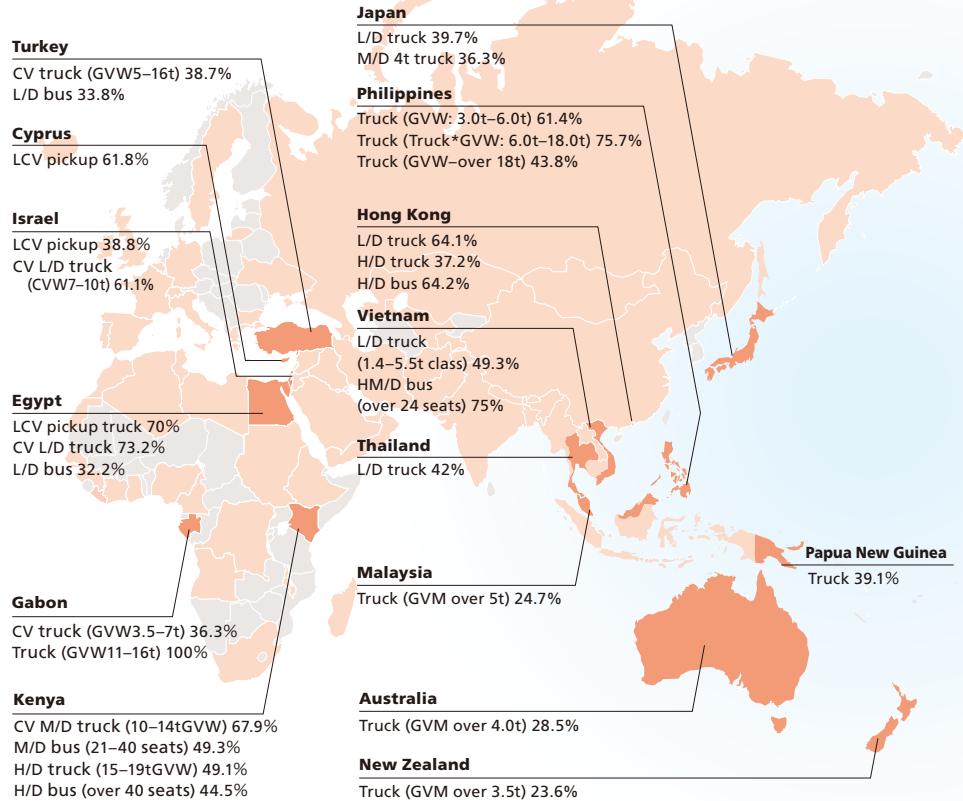 Turkey
CV truck (GVW5–16t) 38.7%
L/D bus 33.8%
Cyprus
LCV pickup 61.8%
Israel
LCV pickup 38.8%
CV L/D truck
(CVW7–10t) 61.1%
Egypt
LCV pickup truck 70%
CV L/D truck 73.2%
L/D bus 32.2%
Gabon
CV truck (GVW3.5–7t) 36.3%
Truck (GVW11–16t) 100%
Kenya
CV M/D truck (10–14tGVW) 67.9%
M/D bus (21–40 seats) 49.3%
H/D truck (15–19tGVW) 49.1%
H/D bus (over 40 seats) 44.5%
Japan
L/D truck 39.7%
M/D 4t truck 36.3%
Philippines
Truck (GVW: 3.0t–6.0t) 61.4%
Truck (Truck*GVW: 6.0t–18.0t) 75.7%
Truck (GVW–over 18t) 43.8%
Hong Kong
L/D truck 64.1%
H/D truck 37.2%
H/D bus 64.2%
Vietnam
L/D truck
(1.4–5.5t class) 49.3%
HM/D bus
(over 24 seats) 75%
Thailand
L/D truck 42%
Malaysia
Truck (GVM over 5t) 24.7%
Papua New Guinea
Truck 39.1%
Australia
Truck (GVM over 4.0t) 28.5%
New Zealand
Truck (GVM over 3.5t) 23.6%